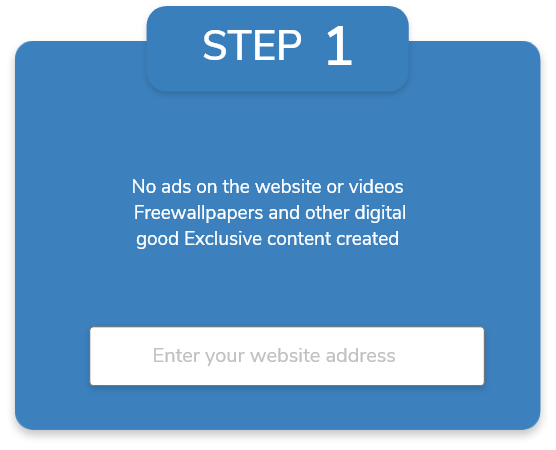 STEP 1
No ads on the website or videos
Freewallpapers and other digital
good Exclusive content created
Enter your website address